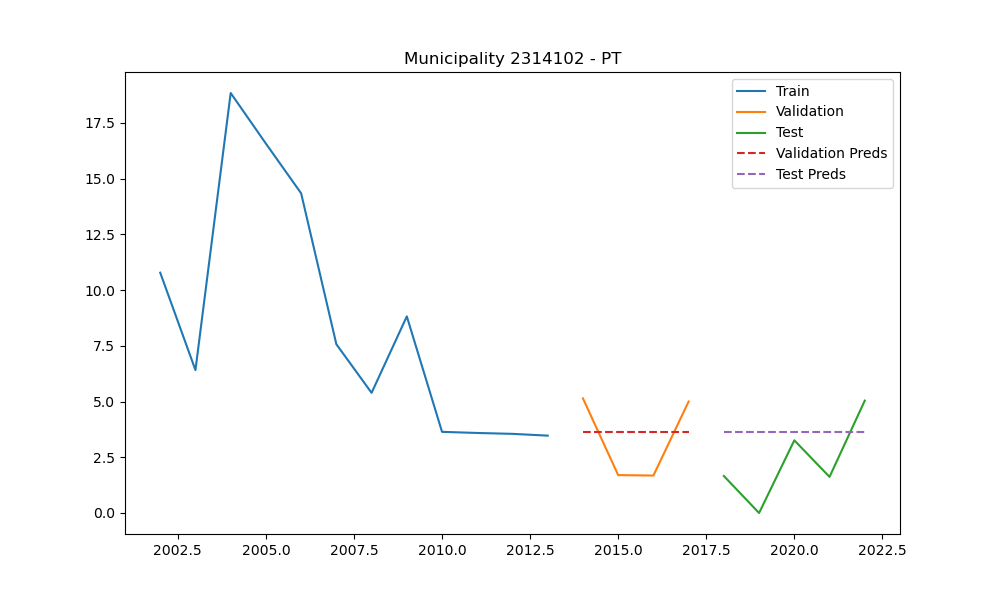 Municipality 2314102 - PT
Train
Validation
Test
Validation Preds
Test Preds
17.5
15.0
12.5
10.0
7.5
5.0
2.5
0.0
2002.5 2005.0 2007.5 2010.0 2012.5 2015.0 2017.5 2020.0 2022.5